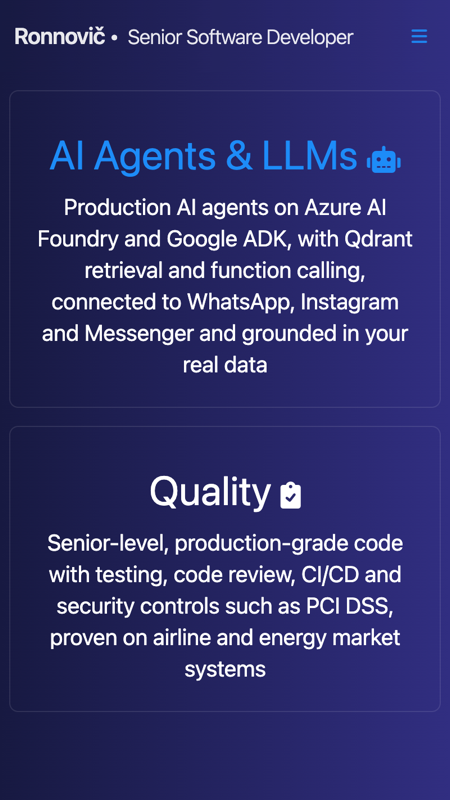 Ronnovič • Senior Software Developer
AI Agents & LLMs
Production AI agents on Azure AI
Foundry and Google ADK, with Qdrant
retrieval and function calling,
connected to WhatsApp, Instagram
and Messenger and grounded in your
real data
Quality
Senior-level, production-grade code
with testing, code review, CI/CD and
security controls such as PCI DSS,
proven on airline and energy market
systems